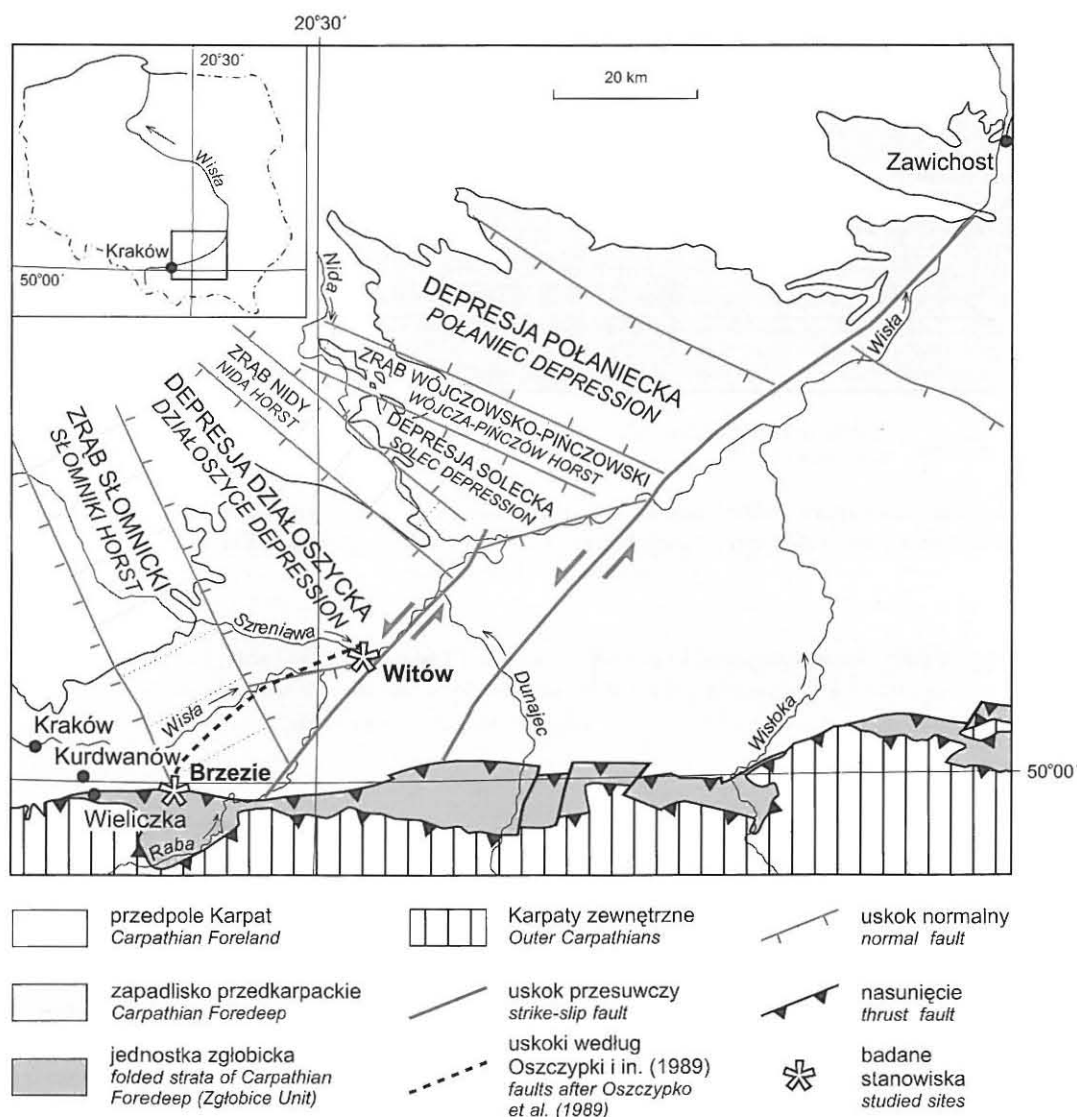 20°30´
20°30´
Wisła
Kraków
50°00´
20 km
Zawichost
Nida
Wisła
DEPRESJA POŁANIECKA
POŁANIEC DEPRESSION
ZRĄB WÓJCZOWSKO-PIŃCZOWSKI
WÓJCZA-PIŃCZÓW HORST
ZRĄB NIDY
NIDA HORST
DEPRESJA SOLECKA
SOLEC DEPRESSION
DEPRESJA DZIAŁOSZYCKA
DZIAŁOSZYCE DEPRESSION
ZRĄB SŁOMNICKI
SŁOMNIKI HORST
Szreniawa
Witów
Wisła
Dunajec
Wisłoka
Kraków
Kurdwanów
Brzezie
50°00´
Wieliczka
Raba
przedpole Karpat
Carpathian Foreland
zapadlisko przedkarpackie
Carpathian Foredeep
jednostka zgłobicka
folded strata of Carpathian
Foredeep (Zgłobice Unit)
Karpaty zewnętrzne
Outer Carpathians
uskok przesuwczy
strike-slip fault
uskoki według
Oszczypki i in. (1989)
faults after Oszczypko
et al. (1989)
uskok normalny
normal fault
nasunięcie
thrust fault
badane
stanowiska
studied sites